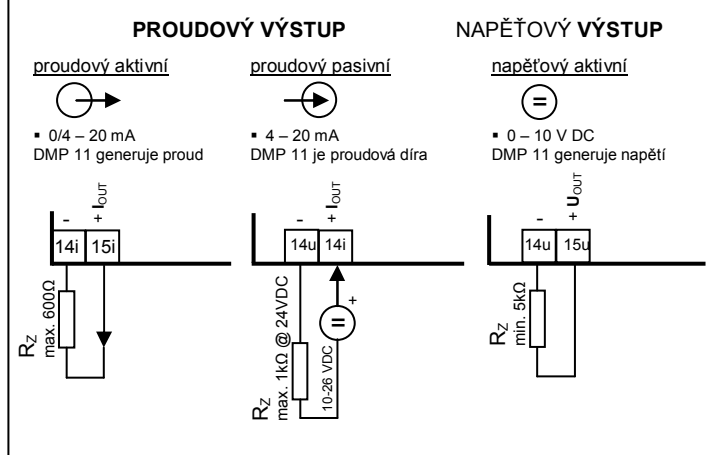 PROUDOVÝ VÝSTUP
NAPĚŤOVÝ VÝSTUP
proudový aktivní
▪ 0/4 – 20 mA
DMP 11 generuje proud
- + IOUT
14i 15i
RZ
max. 600Ω
proudový pasivní
▪ 4 – 20 mA
DMP 11 je proudová díra
- + IOUT
14u 14i
RZ
max. 1kΩ @ 24VDC
10-26 VDC
= +
napěťový aktivní
=
▪ 0 – 10 V DC
DMP 11 generuje napětí
- + UOUT
14u 15u
RZ
min. 5kΩ